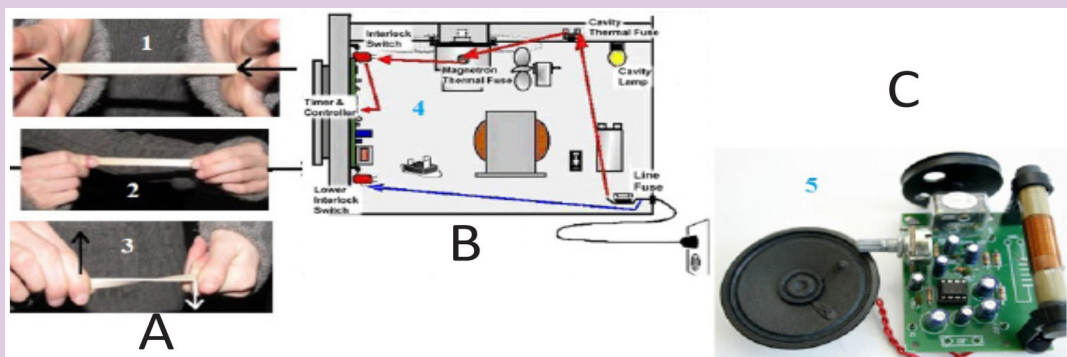 1
2
3
A
Interlock
Switch
Cavity
Thermal Fuse
Magnetron
Thermal Fuse
Cavity
Lamp
Timer &
Controller
4
Line
Fuse
Lower
Interlock
Switch
B
C
5